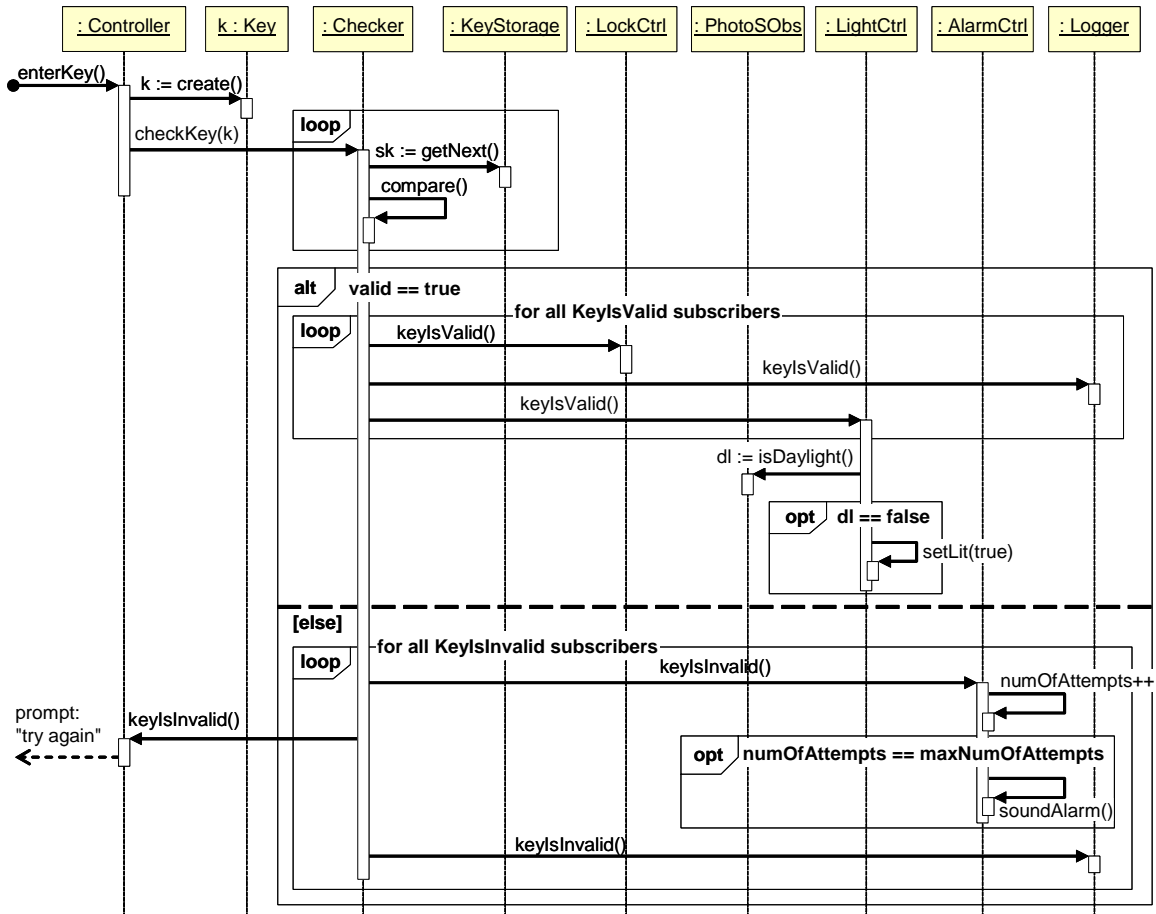 : Controller
k : Key
: Checker
: KeyStorage
: LockCtrl
: PhotoSObs
: LightCtrl
: AlarmCtrl
: Logger
enterKey()
k := create()
loop
checkKey(k)
sk := getNext()
compare()
alt
valid == true
for all KeyIsValid subscribers
loop
keyIsValid()
keyIsValid()
keyIsValid()
dl := isDaylight()
opt
dl == false
setLit(true)
[else]
for all KeyIsInvalid subscribers
loop
keyIsInvalid()
numOfAttempts++
prompt:
"try again"
keyIsInvalid()
opt
numOfAttempts == maxNumOfAttempts
soundAlarm()
keyIsInvalid()